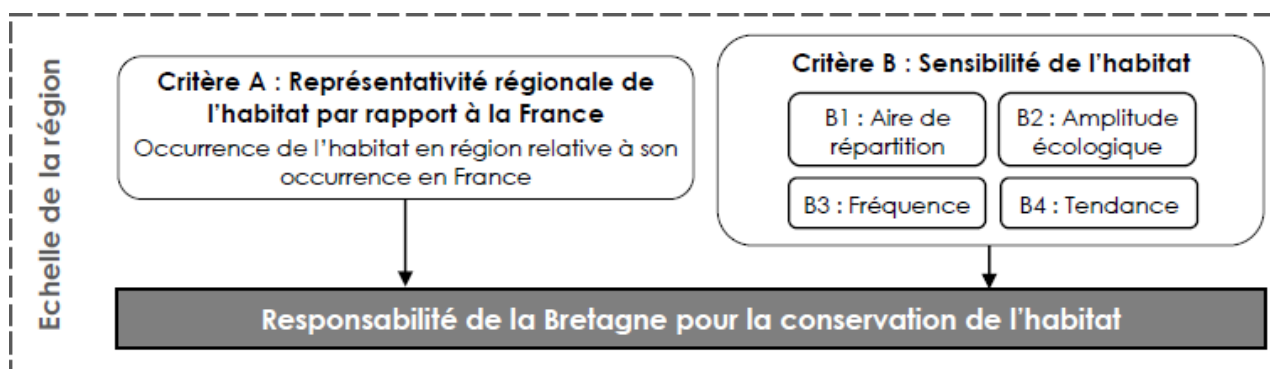 Echelle de la région
Critère A : Représentativité régionale de
l'habitat par rapport à la France
Occurrence de l'habitat en région relative à son
occurrence en France
Critère B : Sensibilité de l'habitat
B1 : Aire de
répartition
B2 : Amplitude
écologique
B3 : Fréquence
B4 : Tendance
Responsabilité de la Bretagne pour la conservation de l'habitat